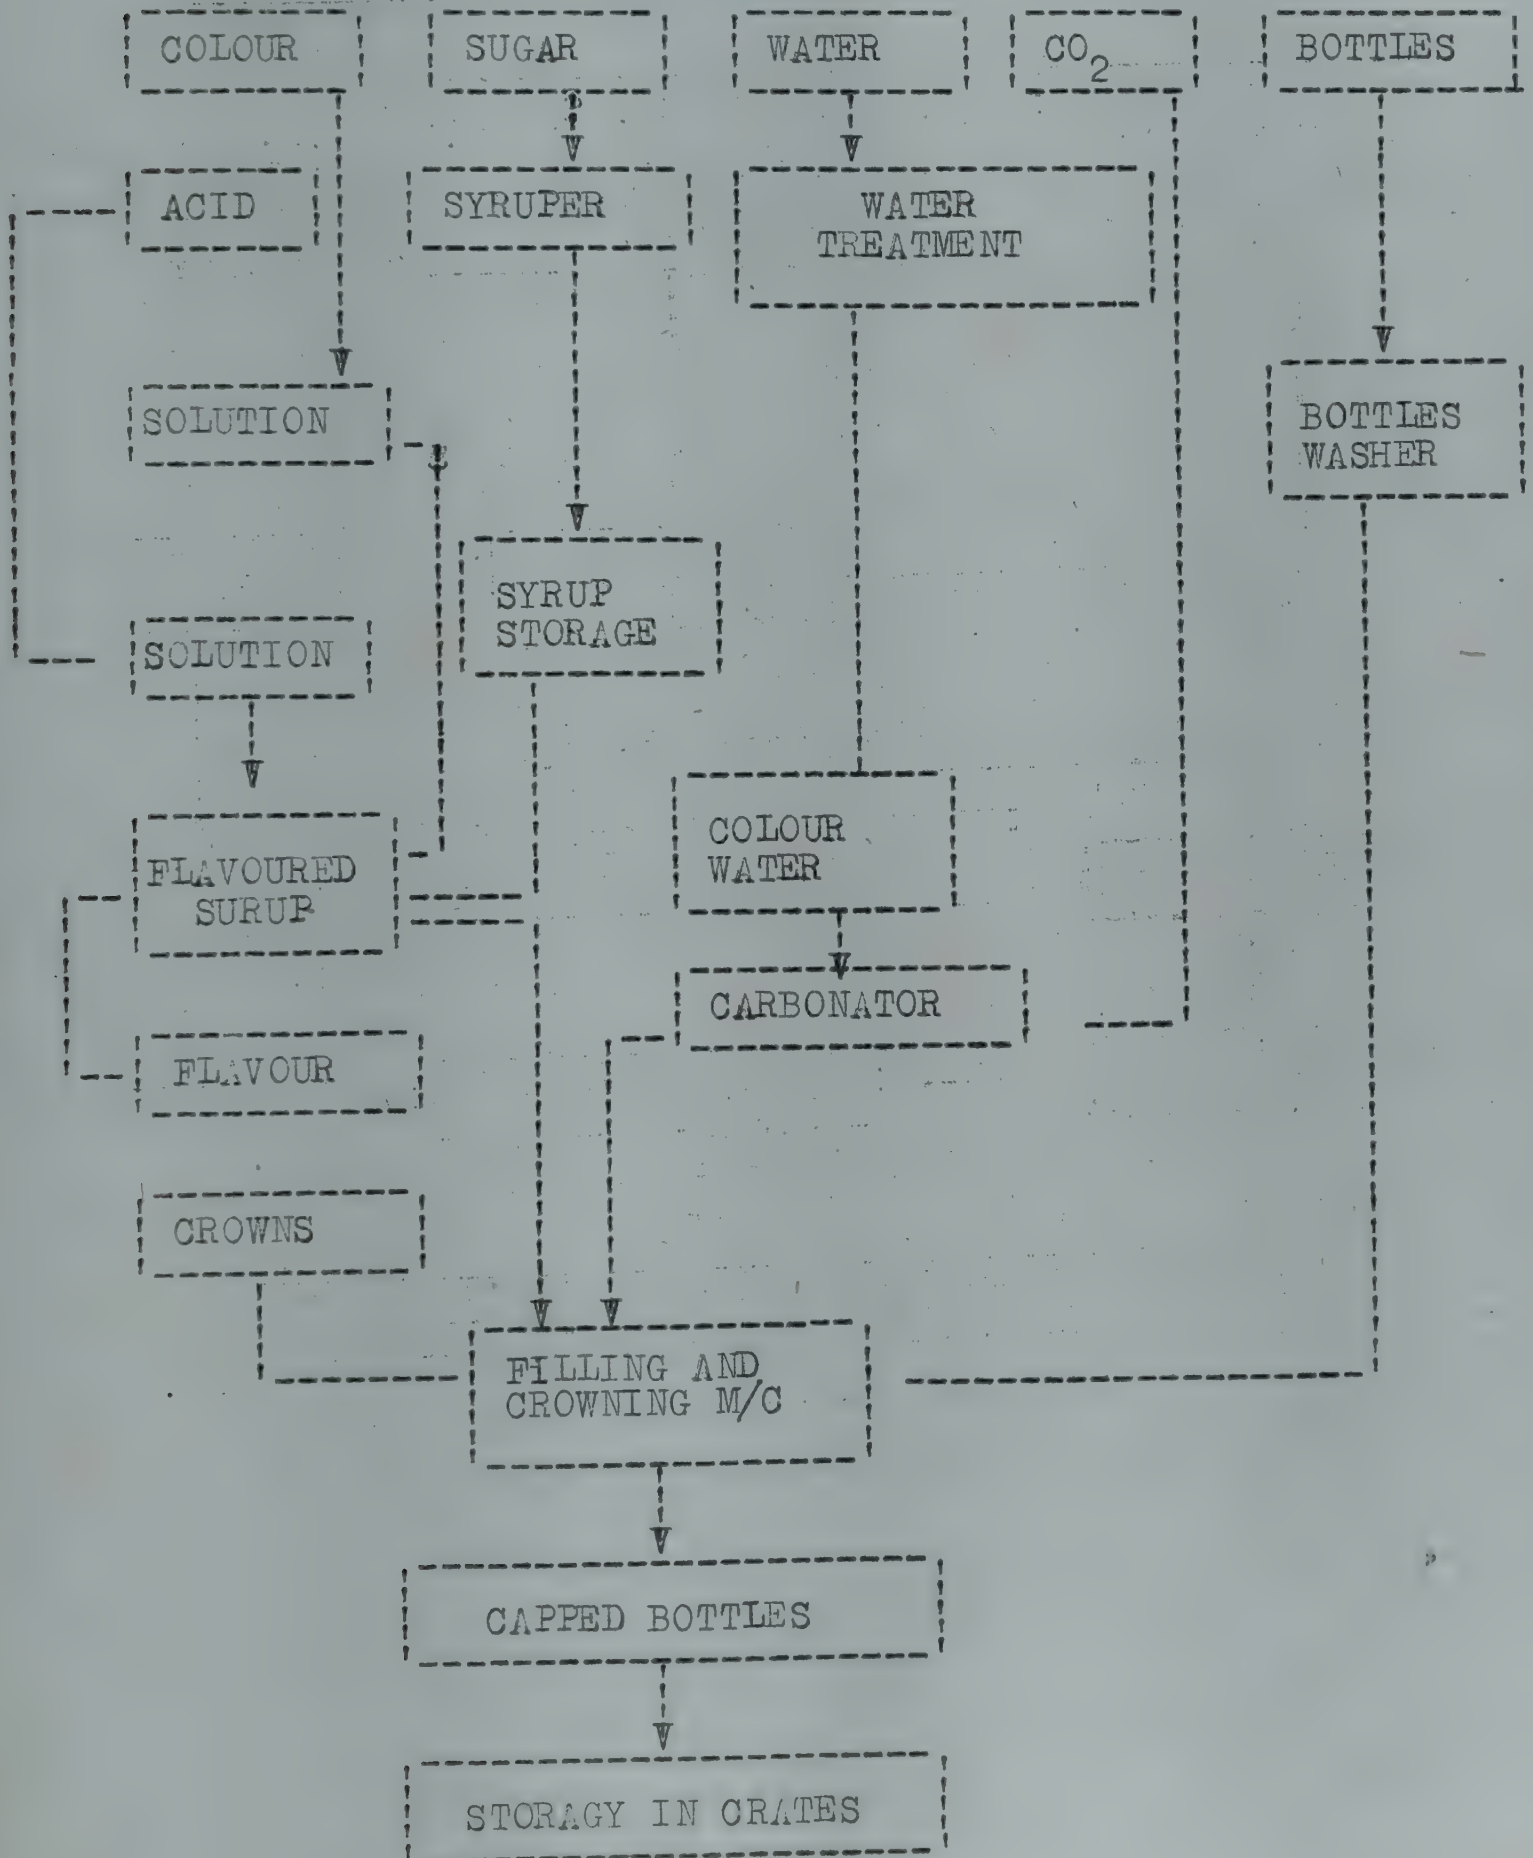 COLOUR
SUGAR
WATER
CO2
BOTTLES
ACID
SYRUPER
WATER
TREATMENT
SOLUTION
BOTTLES
WASHER
SYRUP
STORAGE
SOLUTION
COLOUR
WATER
FLAVOURED
SURUP
CARBONATOR
FLAVOUR
CROWNS
FILLING AND
CROWNING M/C
CAPPED BOTTLES
STORAGY IN CRATES